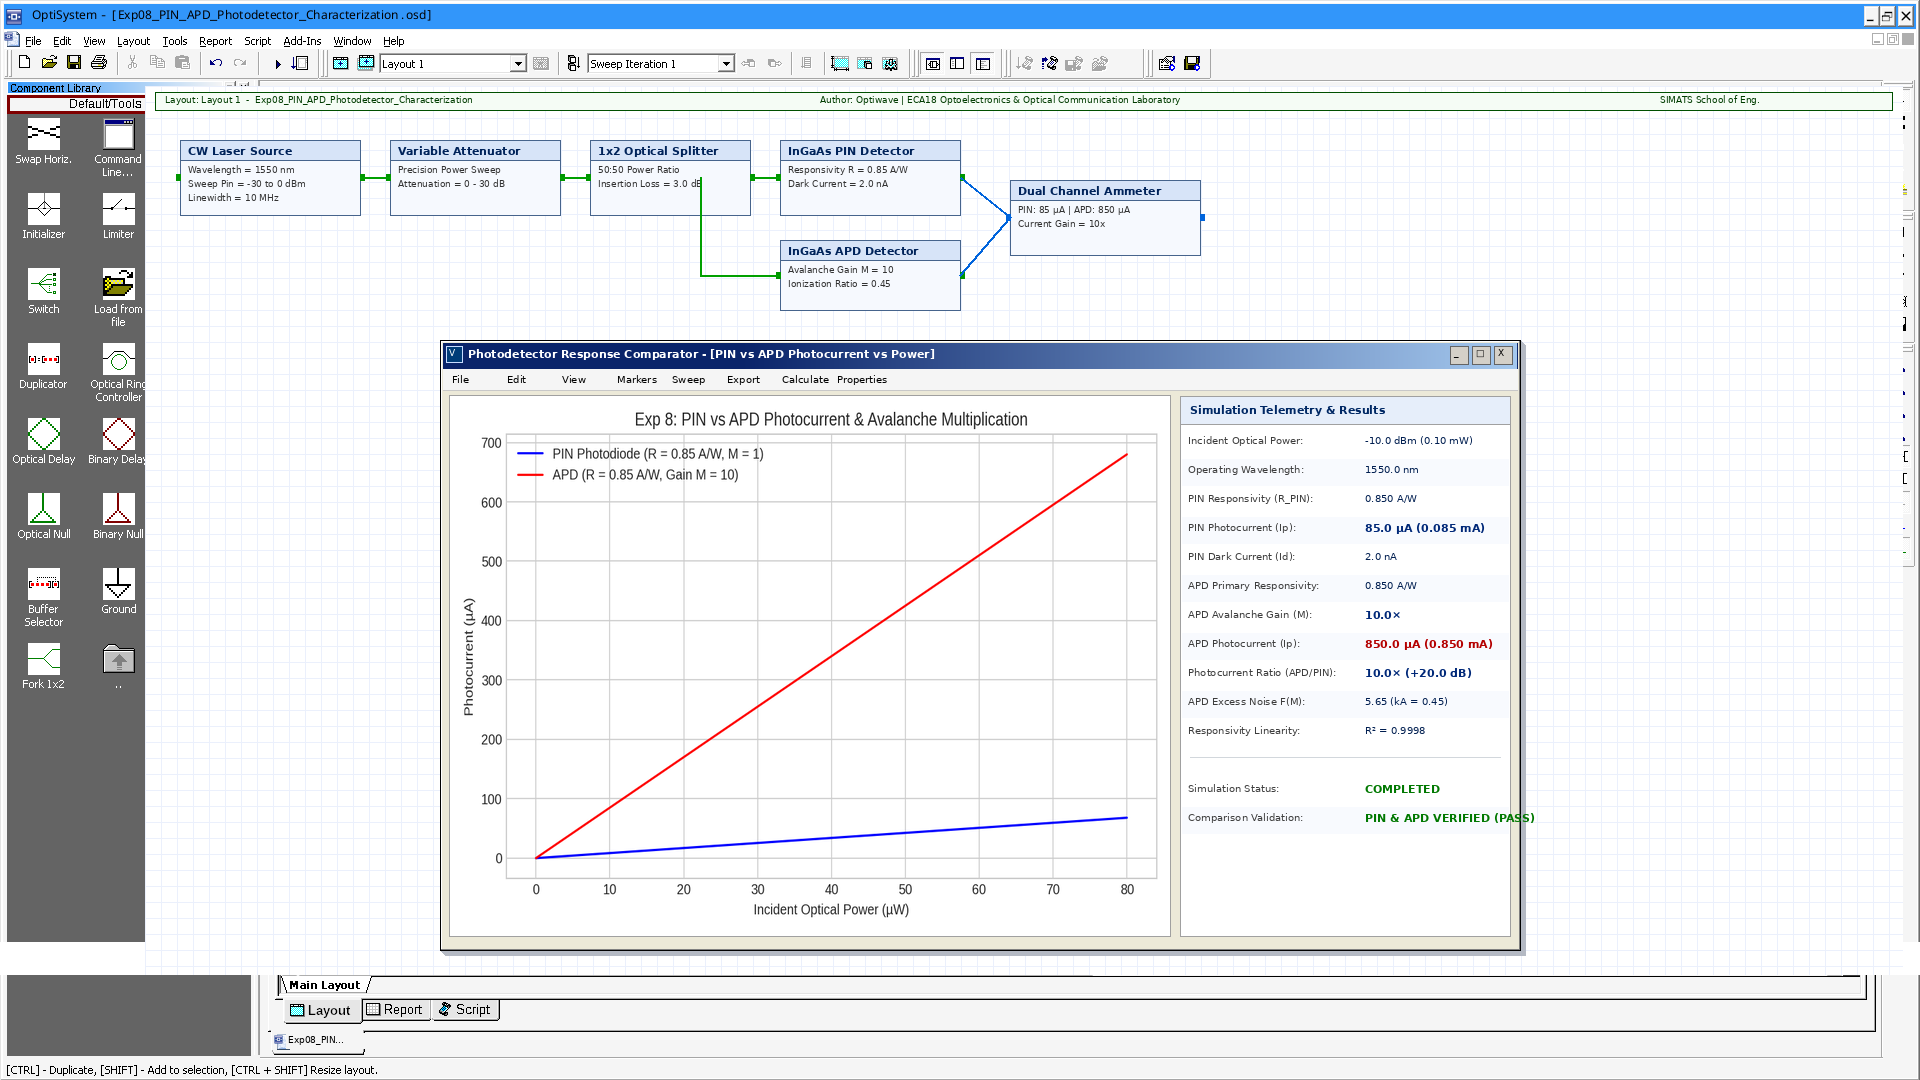 OptiSystem - [Exp08_PIN_APD_Photodetector_Characterization.osd]
File Edit View Layout Tools Report Script Add-Ins Window Help
Layout 1
Sweep Iteration 1
Component Library
Default/Tools
Swap Horiz.
Command Line...
Initializer
Limiter
Switch
Load from file
Duplicator
Optical Ring Controller
Optical Delay
Binary Delay
Optical Null
Binary Null
Buffer Selector
Ground
Fork 1x2
..
Layout: Layout 1 - Exp08_PIN_APD_Photodetector_Characterization
Author: Optiwave | ECA18 Optoelectronics & Optical Communication Laboratory
SIMATS School of Eng.
CW Laser Source
Wavelength = 1550 nm
Sweep Pin = -30 to 0 dBm
Linewidth = 10 MHz
Variable Attenuator
Precision Power Sweep
Attenuation = 0 - 30 dB
1x2 Optical Splitter
50:50 Power Ratio
Insertion Loss = 3.0 dB
InGaAs PIN Detector
Responsivity R = 0.85 A/W
Dark Current = 2.0 nA
InGaAs APD Detector
Avalanche Gain M = 10
Ionization Ratio = 0.45
Dual Channel Ammeter
PIN: 85 µA | APD: 850 µA
Current Gain = 10x
V Photodetector Response Comparator - [PIN vs APD Photocurrent vs Power]
File Edit View Markers Sweep Export Calculate Properties
Exp 8: PIN vs APD Photocurrent & Avalanche Multiplication
PIN Photodiode (R = 0.85 A/W, M = 1)
APD (R = 0.85 A/W, Gain M = 10)
Photocurrent (µA)
700
600
500
400
300
200
100
0
0 10 20 30 40 50 60 70 80
Incident Optical Power (µW)
Simulation Telemetry & Results
Incident Optical Power: -10.0 dBm (0.10 mW)
Operating Wavelength: 1550.0 nm
PIN Responsivity (R_PIN): 0.850 A/W
PIN Photocurrent (Ip): 85.0 µA (0.085 mA)
PIN Dark Current (Id): 2.0 nA
APD Primary Responsivity: 0.850 A/W
APD Avalanche Gain (M): 10.0×
APD Photocurrent (Ip): 850.0 µA (0.850 mA)
Photocurrent Ratio (APD/PIN): 10.0× (+20.0 dB)
APD Excess Noise F(M): 5.65 (kA = 0.45)
Responsivity Linearity: R² = 0.9998
Simulation Status: COMPLETED
Comparison Validation: PIN & APD VERIFIED (PASS)
Main Layout
Layout Report Script
Exp08_PIN...
[CTRL] - Duplicate, [SHIFT] - Add to selection, [CTRL + SHIFT] Resize layout.